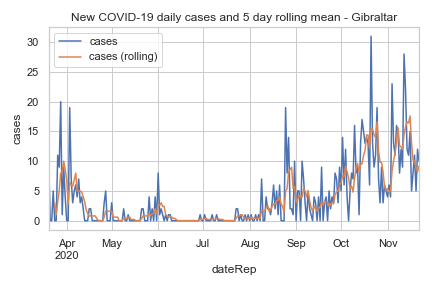 New COVID-19 daily cases and 5 day rolling mean - Gibraltar
cases
cases (rolling)
30
25
20
15
10
5
0
cases
Apr May Jun Jul Aug Sep Oct Nov
2020
dateRep